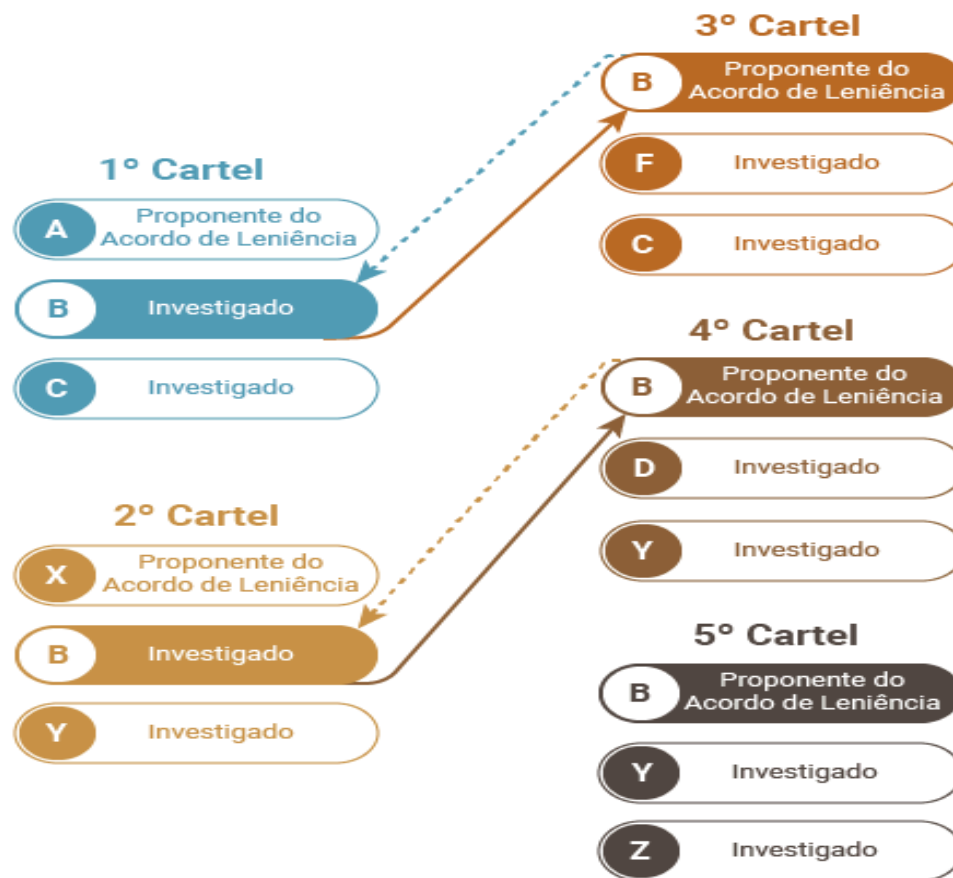 1º Cartel
A
Proponente do
Acordo de Leniência
B
Investigado
C
Investigado
2º Cartel
X
Proponente do
Acordo de Leniência
B
Investigado
Y
Investigado
3º Cartel
B
Proponente do
Acordo de Leniência
F
Investigado
C
Investigado
4º Cartel
B
Proponente do
Acordo de Leniência
D
Investigado
Y
Investigado
5º Cartel
B
Proponente do
Acordo de Leniência
Y
Investigado
Z
Investigado